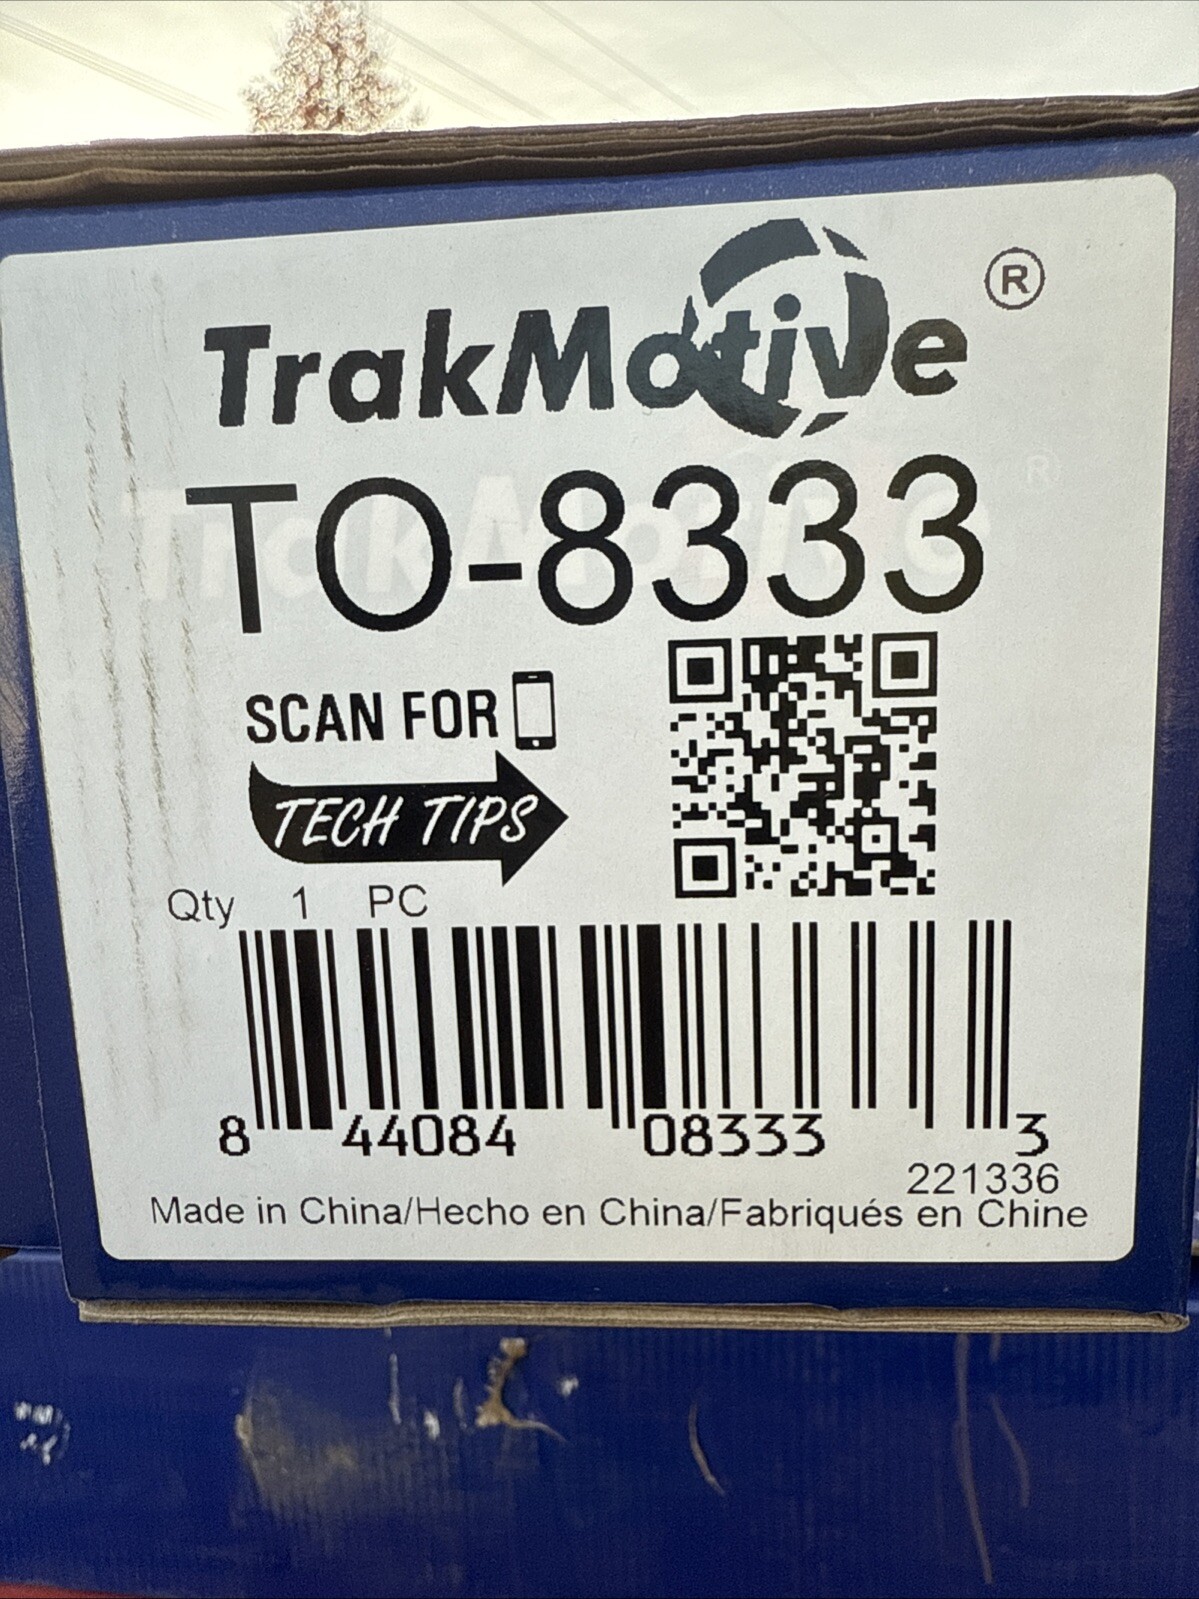 TrakMotive ®
TO-8333
SCAN FOR
TECH TIPS
Qty 1 PC
8 44084 08333 3
221336
Made in China/Hecho en China/Fabriqués en Chine